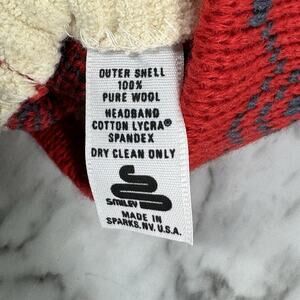 OUTER SHELL
100%
PURE WOOL
HEADBAND
COTTON LYCRA®
SPANDEX
DRY CLEAN ONLY
SMILEY
MADE IN
SPARKS, NV. U.S.A.